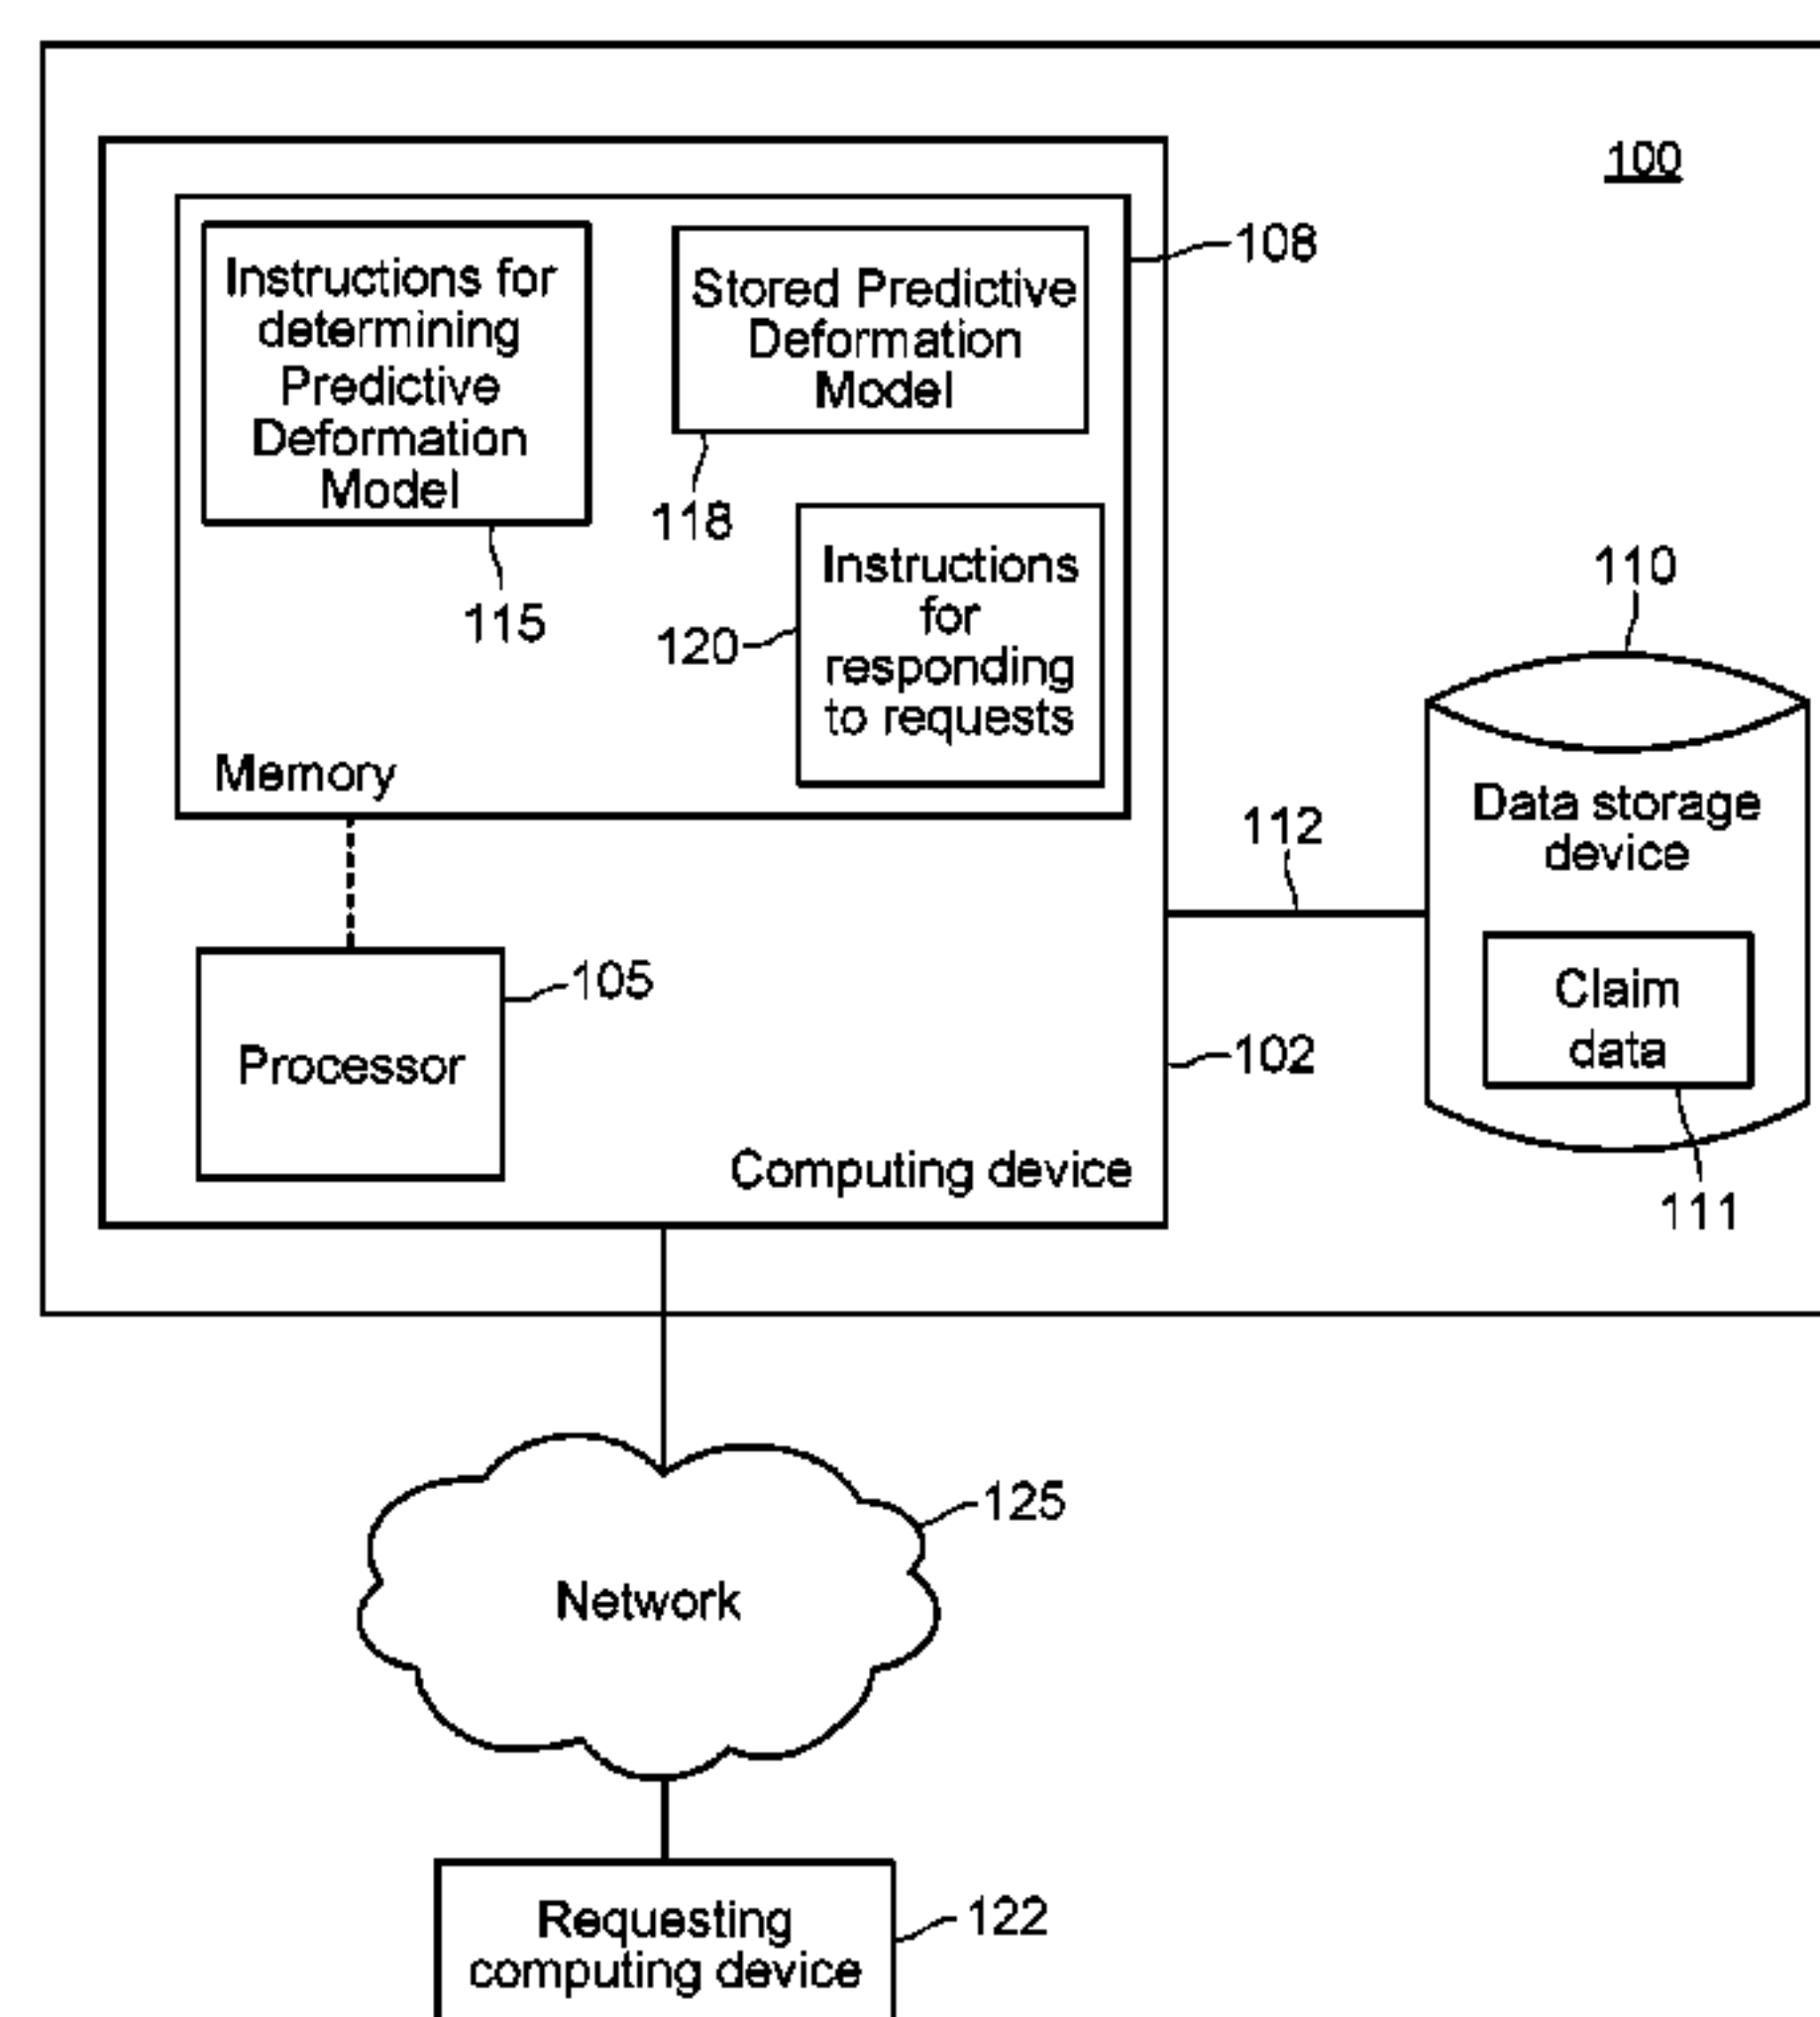 100
Instructions for
determining
Predictive
Deformation
Model
Stored Predictive
Deformation
Model
108
118
115
Instructions
for
responding
to requests
120
Memory
110
Data storage
device
112
Claim
data
111
105
Processor
102
Computing device
125
Network
Requesting
computing device
122